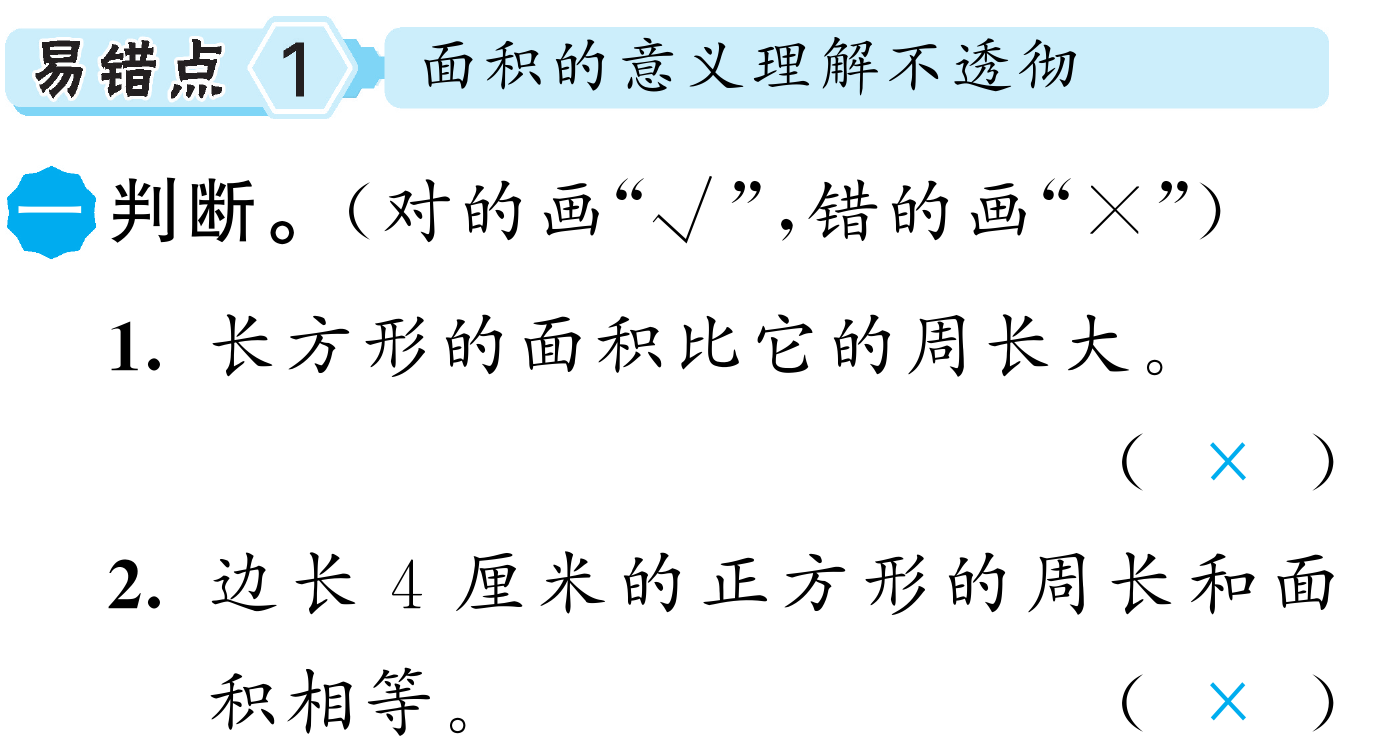 易错点 1 面积的意义理解不透彻
一 判断。(对的画“√”,错的画“×”)
1. 长方形的面积比它的周长大。
( × )
2. 边长 4 厘米的正方形的周长和面
积相等。 ( × )